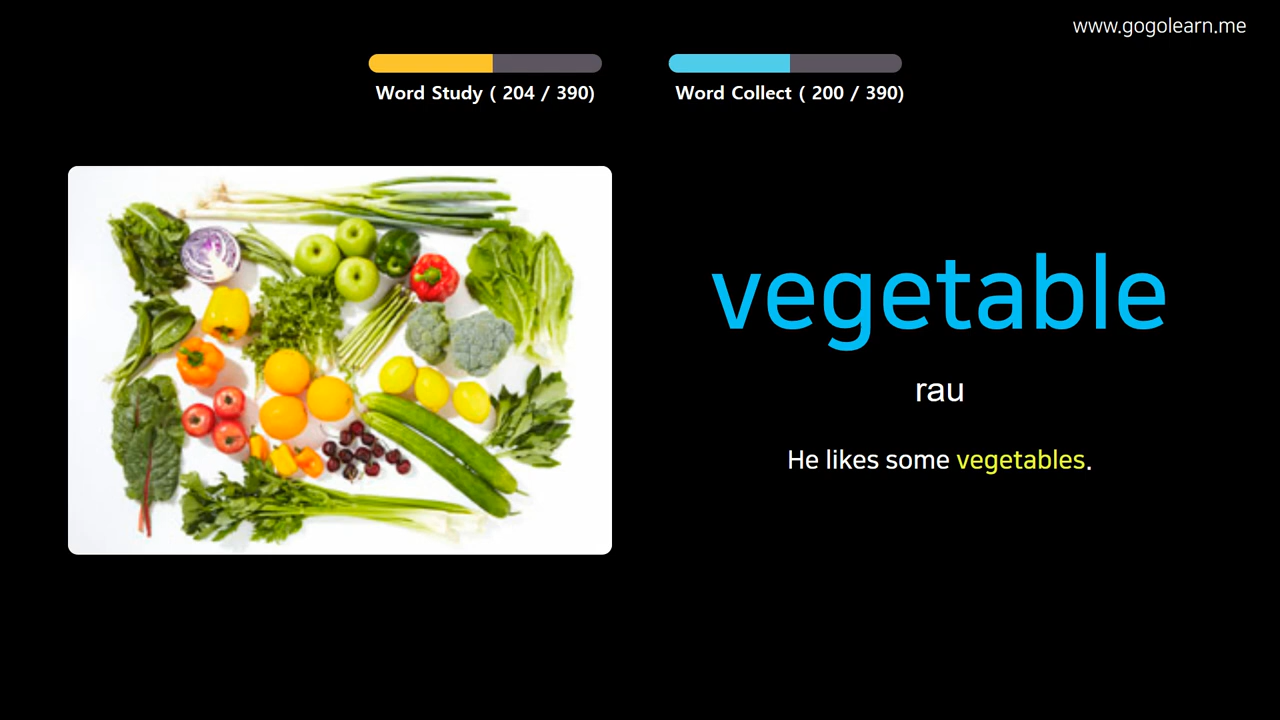 www.gogolearn.me
Word Study ( 204 / 390)
Word Collect ( 200 / 390)
vegetable
rau
He likes some vegetables.